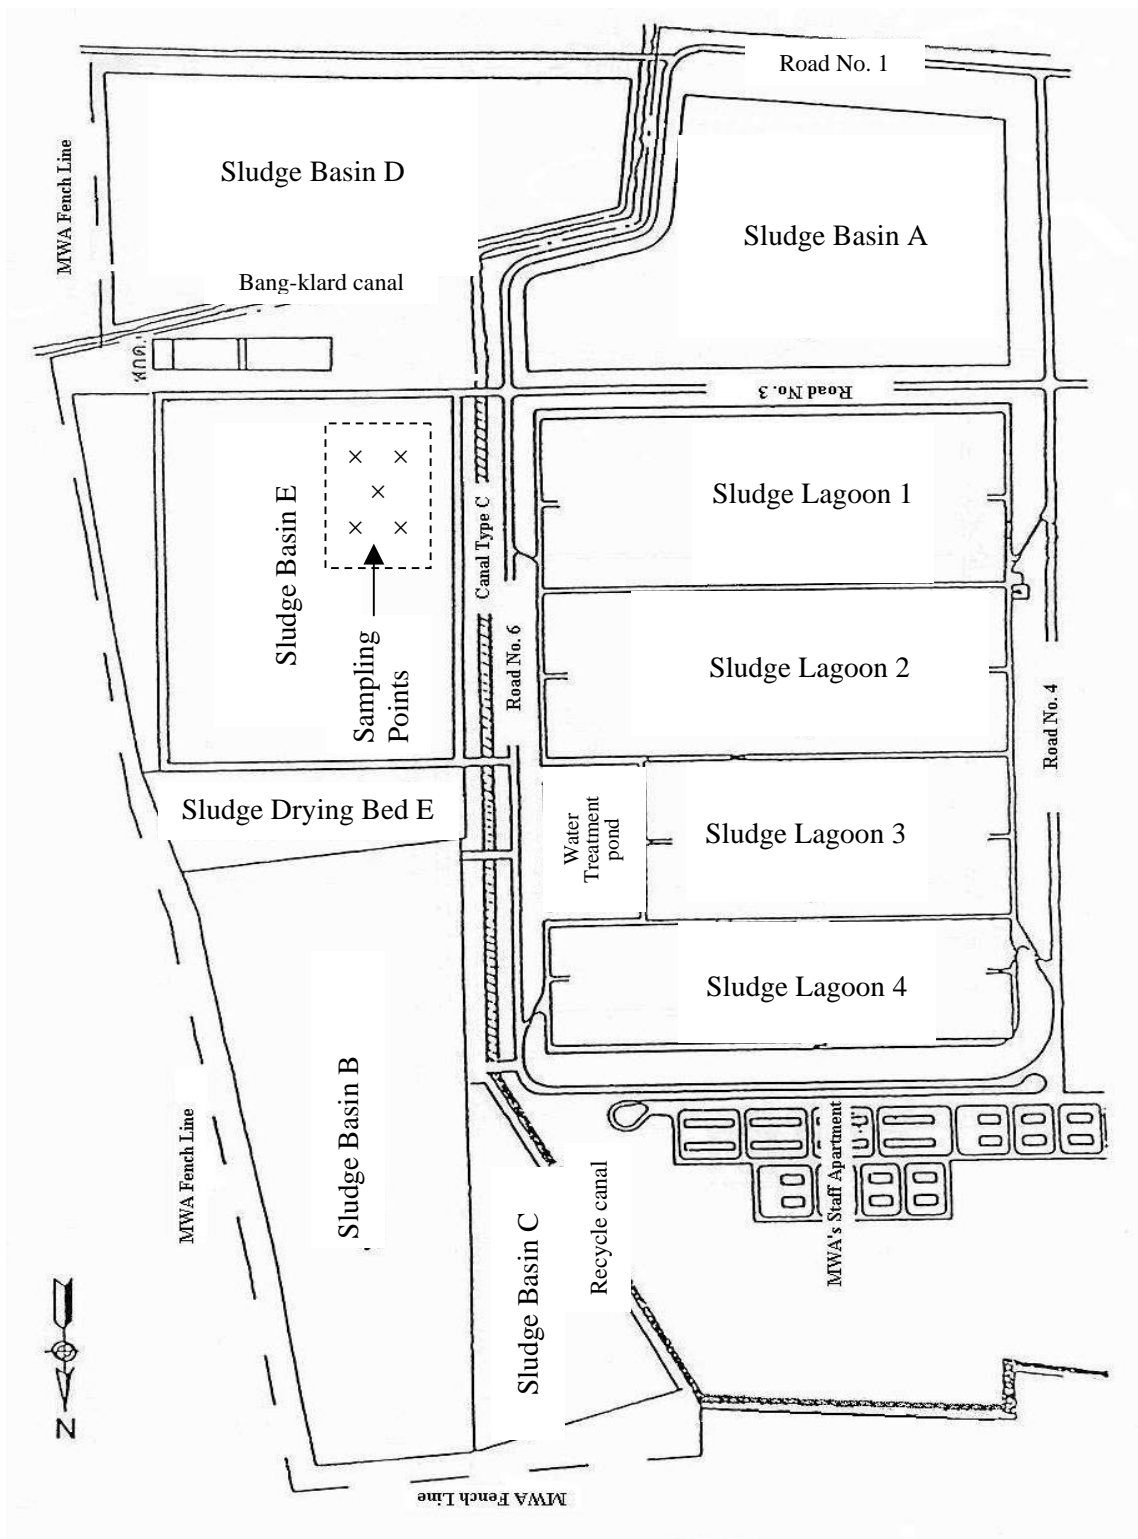 Road No. 1
MWA Fench Line
Sludge Basin D
Sludge Basin A
Bang-klard canal
สกด.
Road No. 3
Sludge Basin E
Canal Type C
Sludge Lagoon 1
Sampling
Points
Road No. 6
Sludge Lagoon 2
Road No. 4
Sludge Drying Bed E
Water
Treatment
pond
Sludge Lagoon 3
Sludge Lagoon 4
Sludge Basin B
MWA Fench Line
Sludge Basin C
Recycle canal
MWA's Staff Apartment
N
MWA Fench Line